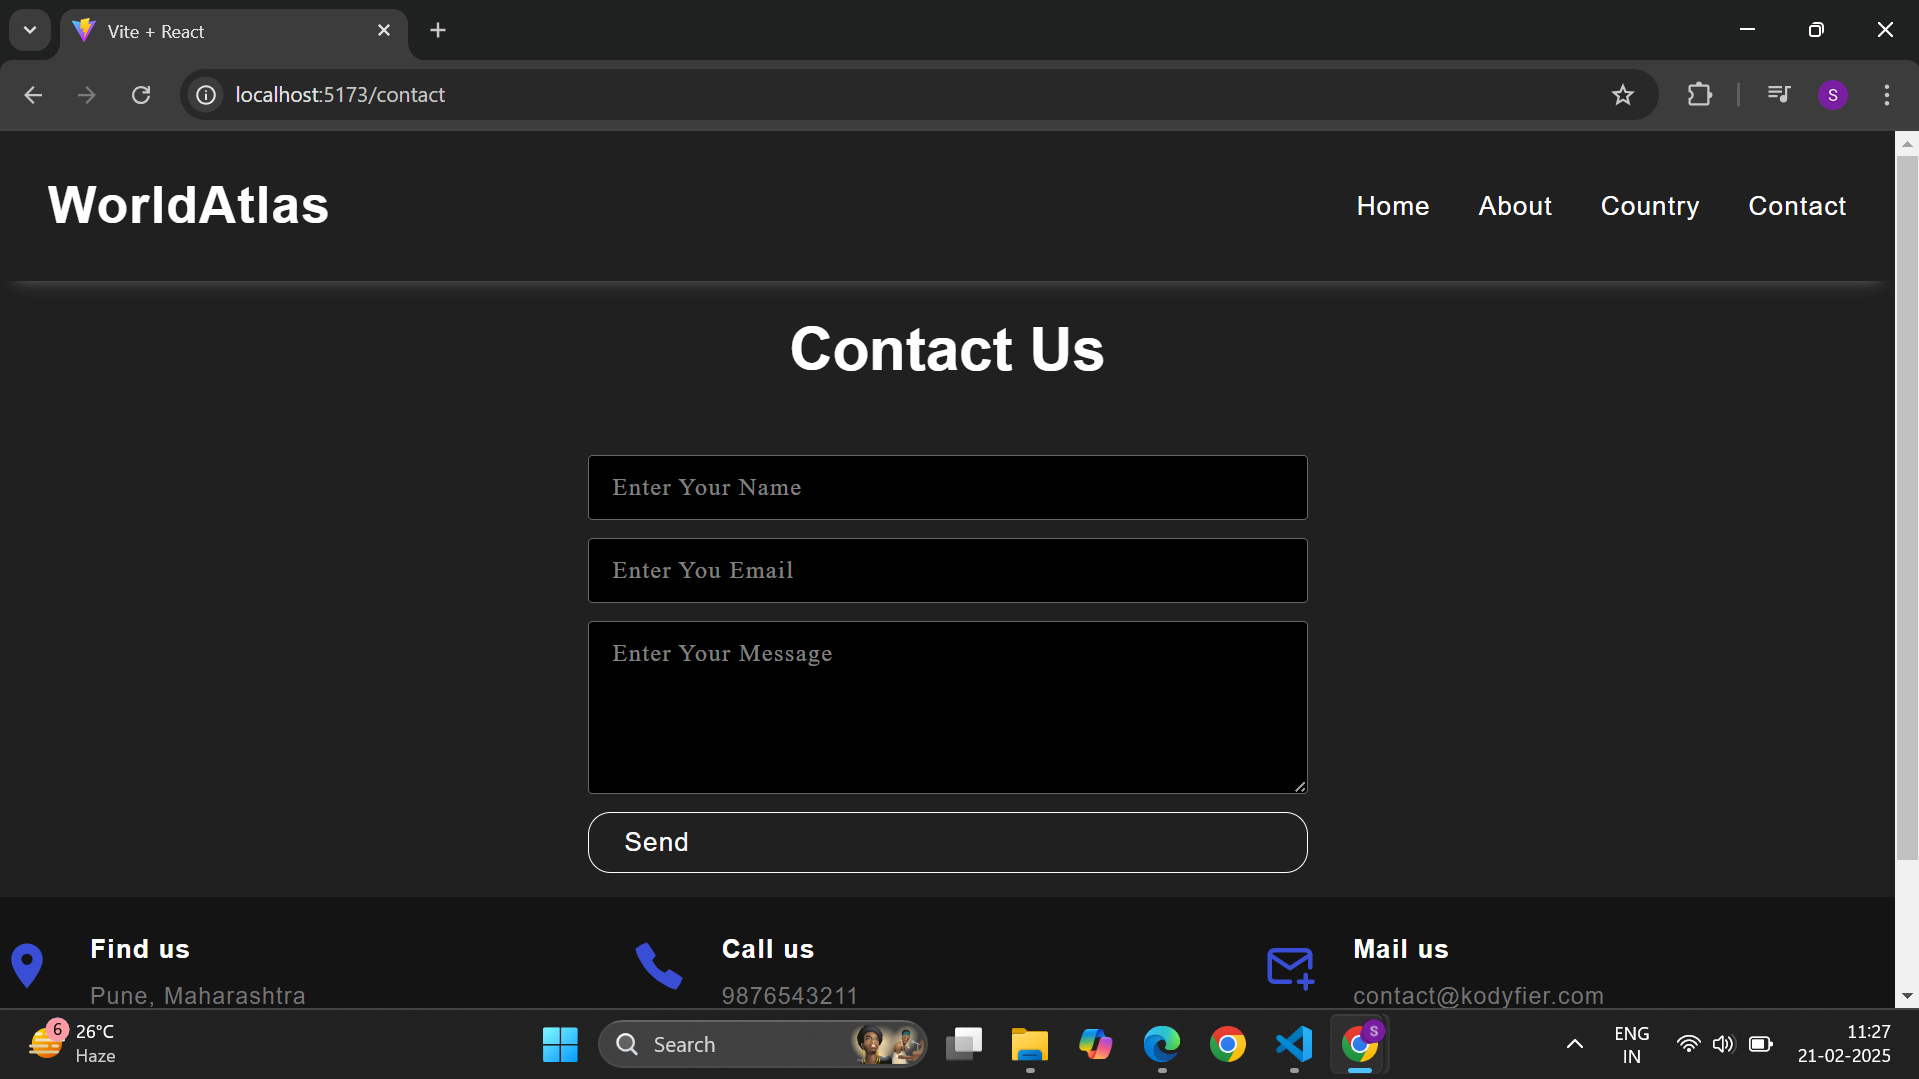 Vite + React
localhost:5173/contact
S
WorldAtlas
Home About Country Contact
Contact Us
Enter Your Name
Enter You Email
Enter Your Message
Send
Find us
Pune, Maharashtra
Call us
9876543211
Mail us
contact@kodyfier.com
6
26°C
Haze
Search
S
ENG
IN
11:27
21-02-2025